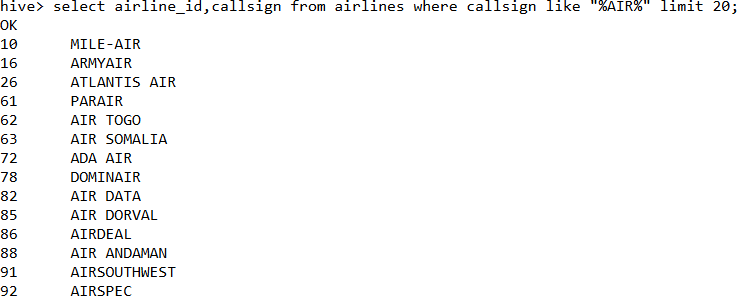 hive> select airline_id,callsign from airlines where callsign like "%AIR%" limit 20;
OK
10 MILE-AIR
16 ARMYAIR
26 ATLANTIS AIR
61 PARAIR
62 AIR TOGO
63 AIR SOMALIA
72 ADA AIR
78 DOMINAIR
82 AIR DATA
85 AIR DORVAL
86 AIRDEAL
88 AIR ANDAMAN
91 AIRSOUTHWEST
92 AIRSPEC